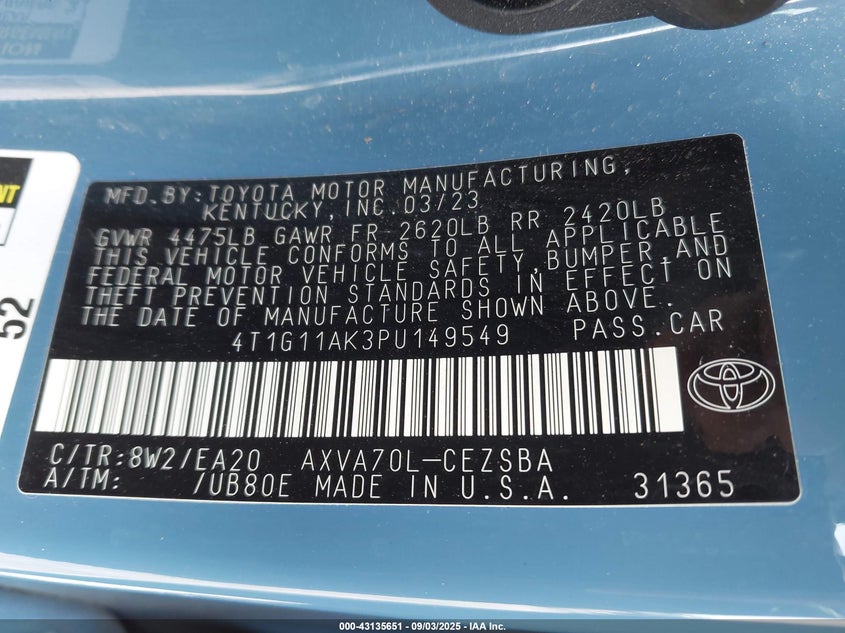 MFD.BY:TOYOTA MOTOR MANUFACTURING,
KENTUCKY,INC.03/23
GVWR 4475LB GAWR FR 2620LB RR 2420LB
THIS VEHICLE CONFORMS TO ALL APPLICABLE
FEDERAL MOTOR VEHICLE SAFETY,BUMPER,AND
THEFT PREVENTION STANDARDS IN EFFECT ON
THE DATE OF MANUFACTURE SHOWN ABOVE.
4T1G11AK3PU149549 PASS.CAR
C/TR:8W2/EA20 AXVA70L-CEZSBA
A/TM: /UB80E MADE IN U.S.A. 31365
52
000-43135651 - 09/03/2025 - IAA Inc.